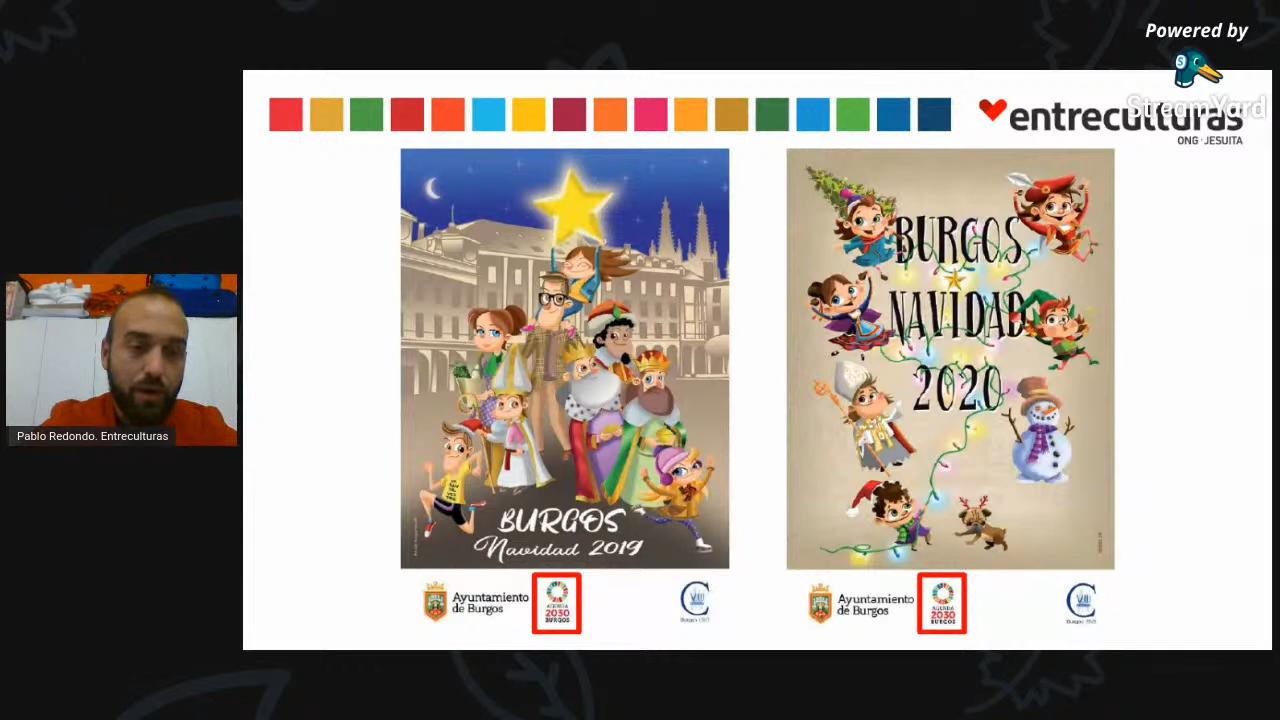 Powered by
StreamYard
entreculturas
ONG · JESUITA
BURGOS
Navidad 2019
BURGOS
NAVIDAD
2020
Pablo Redondo. Entreculturas
Ayuntamiento
de Burgos
AGENDA
2030
BURGOS
Ayuntamiento
de Burgos
AGENDA
2030
BURGOS